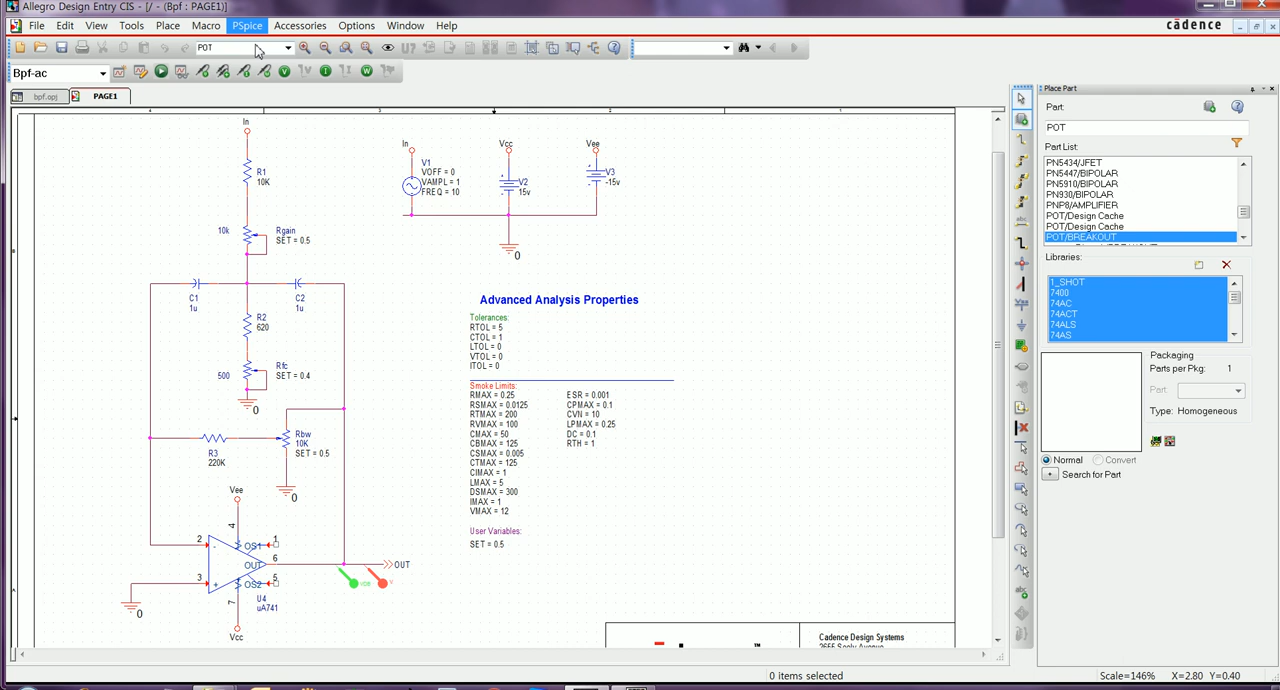 Allegro Design Entry CIS - [/ - (Bpf : PAGE1)]
File Edit View Tools Place Macro PSpice Accessories Options Window Help
cādence
POT
Bpf-ac
bpf.opj
PAGE1
In
R1
10K
10k
Rgain
SET = 0.5
C1
1u
C2
1u
R2
620
500
Rfc
SET = 0.4
0
R3
220K
Rbw
10K
SET = 0.5
0
Vee
4
2
-
OS1
1
6
OUT
OUT
3
+
OS2
5
7
U4
uA741
Vcc
0
In
V1
VOFF = 0
VAMPL = 1
FREQ = 10
Vcc
V2
15v
Vee
V3
-15v
0
Advanced Analysis Properties
Tolerances:
RTOL = 5
CTOL = 1
LTOL = 0
VTOL = 0
ITOL = 0
Smoke Limits:
RMAX = 0.25
RSMAX = 0.0125
RTMAX = 200
RVMAX = 100
CMAX = 50
CBMAX = 125
CSMAX = 0.005
CTMAX = 125
CIMAX = 1
LMAX = 5
DSMAX = 300
IMAX = 1
VMAX = 12
ESR = 0.001
CPMAX = 0.1
CVN = 10
LPMAX = 0.25
DC = 0.1
RTH = 1
User Variables:
SET = 0.5
Cadence Design Systems
Place Part
Part:
POT
Part List:
PN5434/JFET
PN5447/BIPOLAR
PN5910/BIPOLAR
PN930/BIPOLAR
PNP8/AMPLIFIER
POT/Design Cache
POT/Design Cache
POT/BREAKOUT
Libraries:
1_SHOT
7400
74AC
74ACT
74ALS
74AS
Packaging
Parts per Pkg: 1
Part:
Type: Homogeneous
Normal Convert
+ Search for Part
0 items selected
Scale=146% X=2.80 Y=0.40